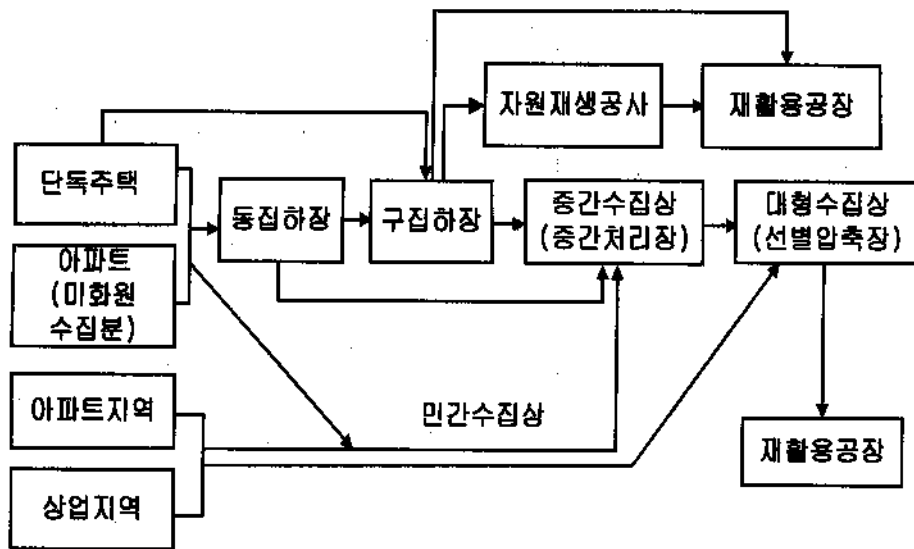 자원재생공사
재활용공장
단독주택
동집하장
구집하장
중간수집상
(중간처리장)
대형수집상
(선별압축장)
아파트
(미화원
수집분)
아파트지역
민간수집상
재활용공장
상업지역